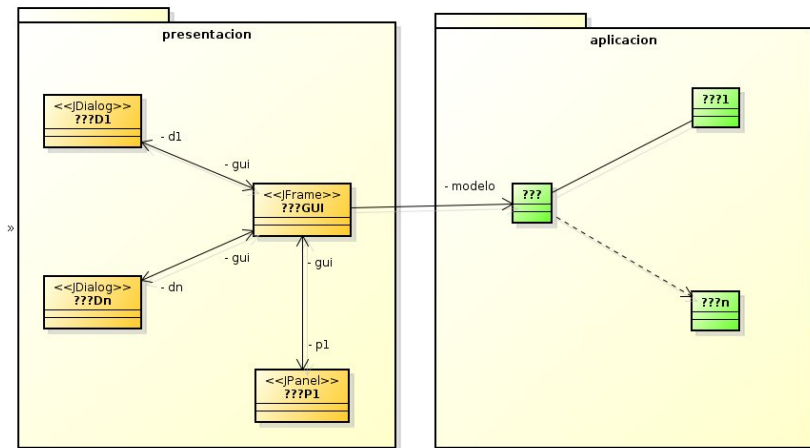 presentacion
aplicacion
<<JDialog>>
???D1
- d1
- gui
<<JFrame>>
???GUI
- modelo
???
???1
»
- gui
- dn
<<JDialog>>
???Dn
- gui
- p1
<<JPanel>>
???P1
???n